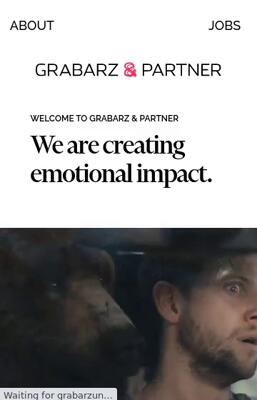 ABOUT JOBS
GRABARZ & PARTNER
WELCOME TO GRABARZ & PARTNER
We are creating
emotional impact.
Waiting for grabarzun...